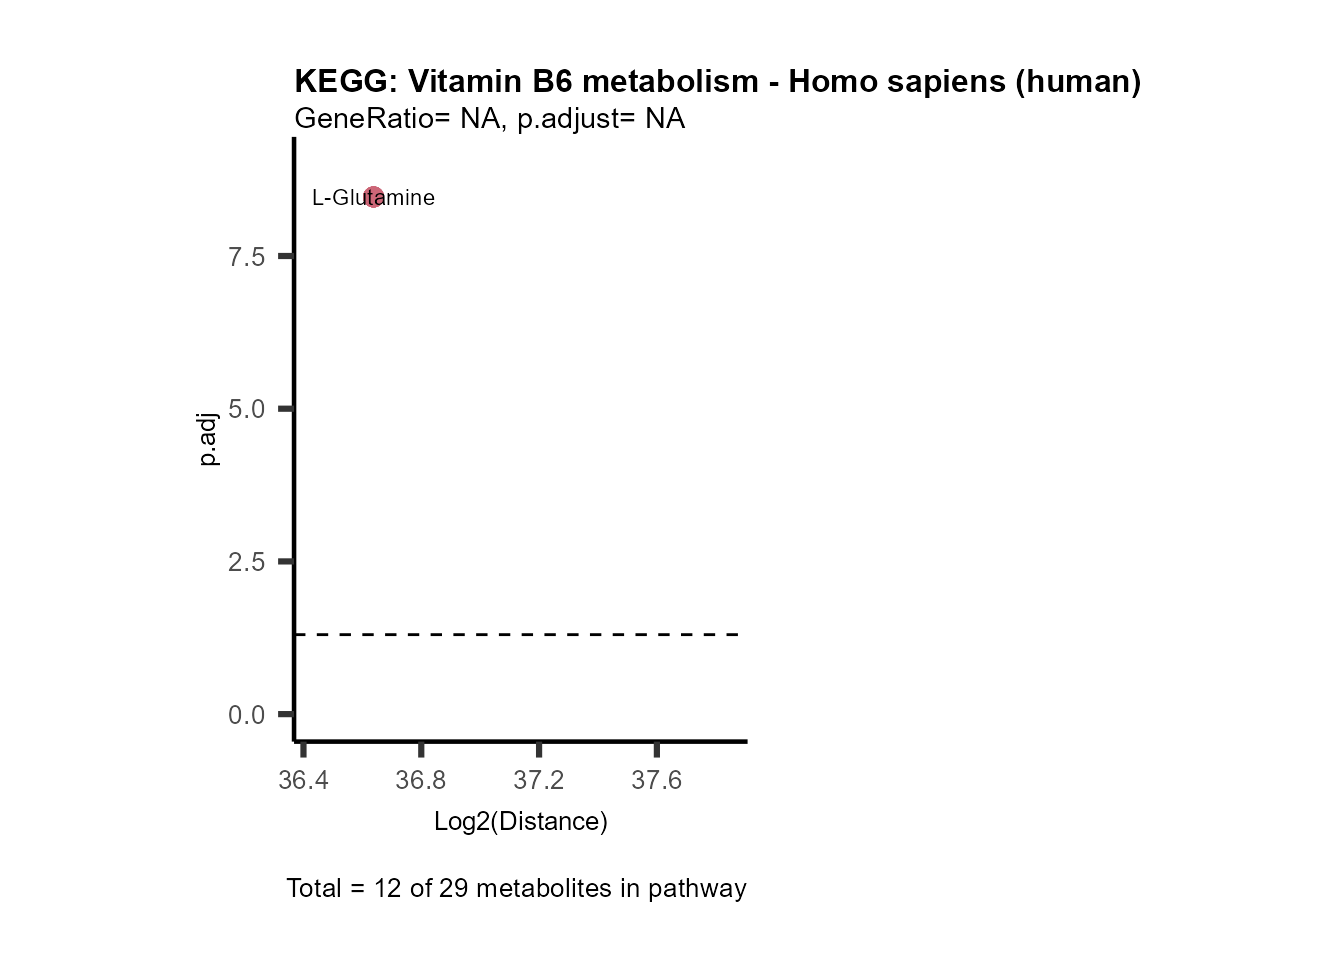 KEGG: Vitamin B6 metabolism - Homo sapiens (human)
GeneRatio= NA, p.adjust= NA
L-Glutamine
7.5
5.0
2.5
0.0
p.adj
36.4 36.8 37.2 37.6
Log2(Distance)
Total = 12 of 29 metabolites in pathway